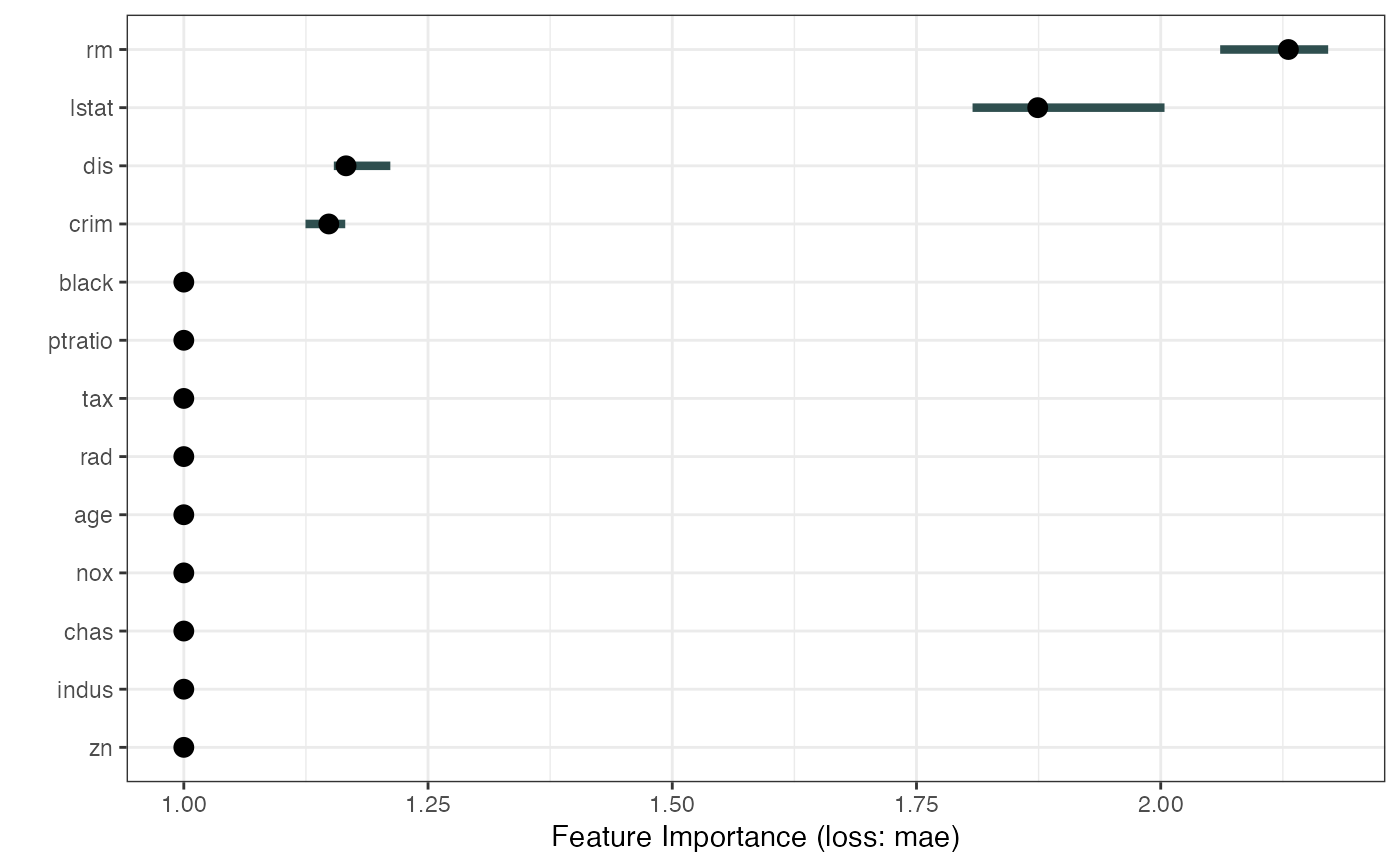 rm
lstat
dis
crim
black
ptratio
tax
rad
age
nox
chas
indus
zn
1.00 1.25 1.50 1.75 2.00
Feature Importance (loss: mae)